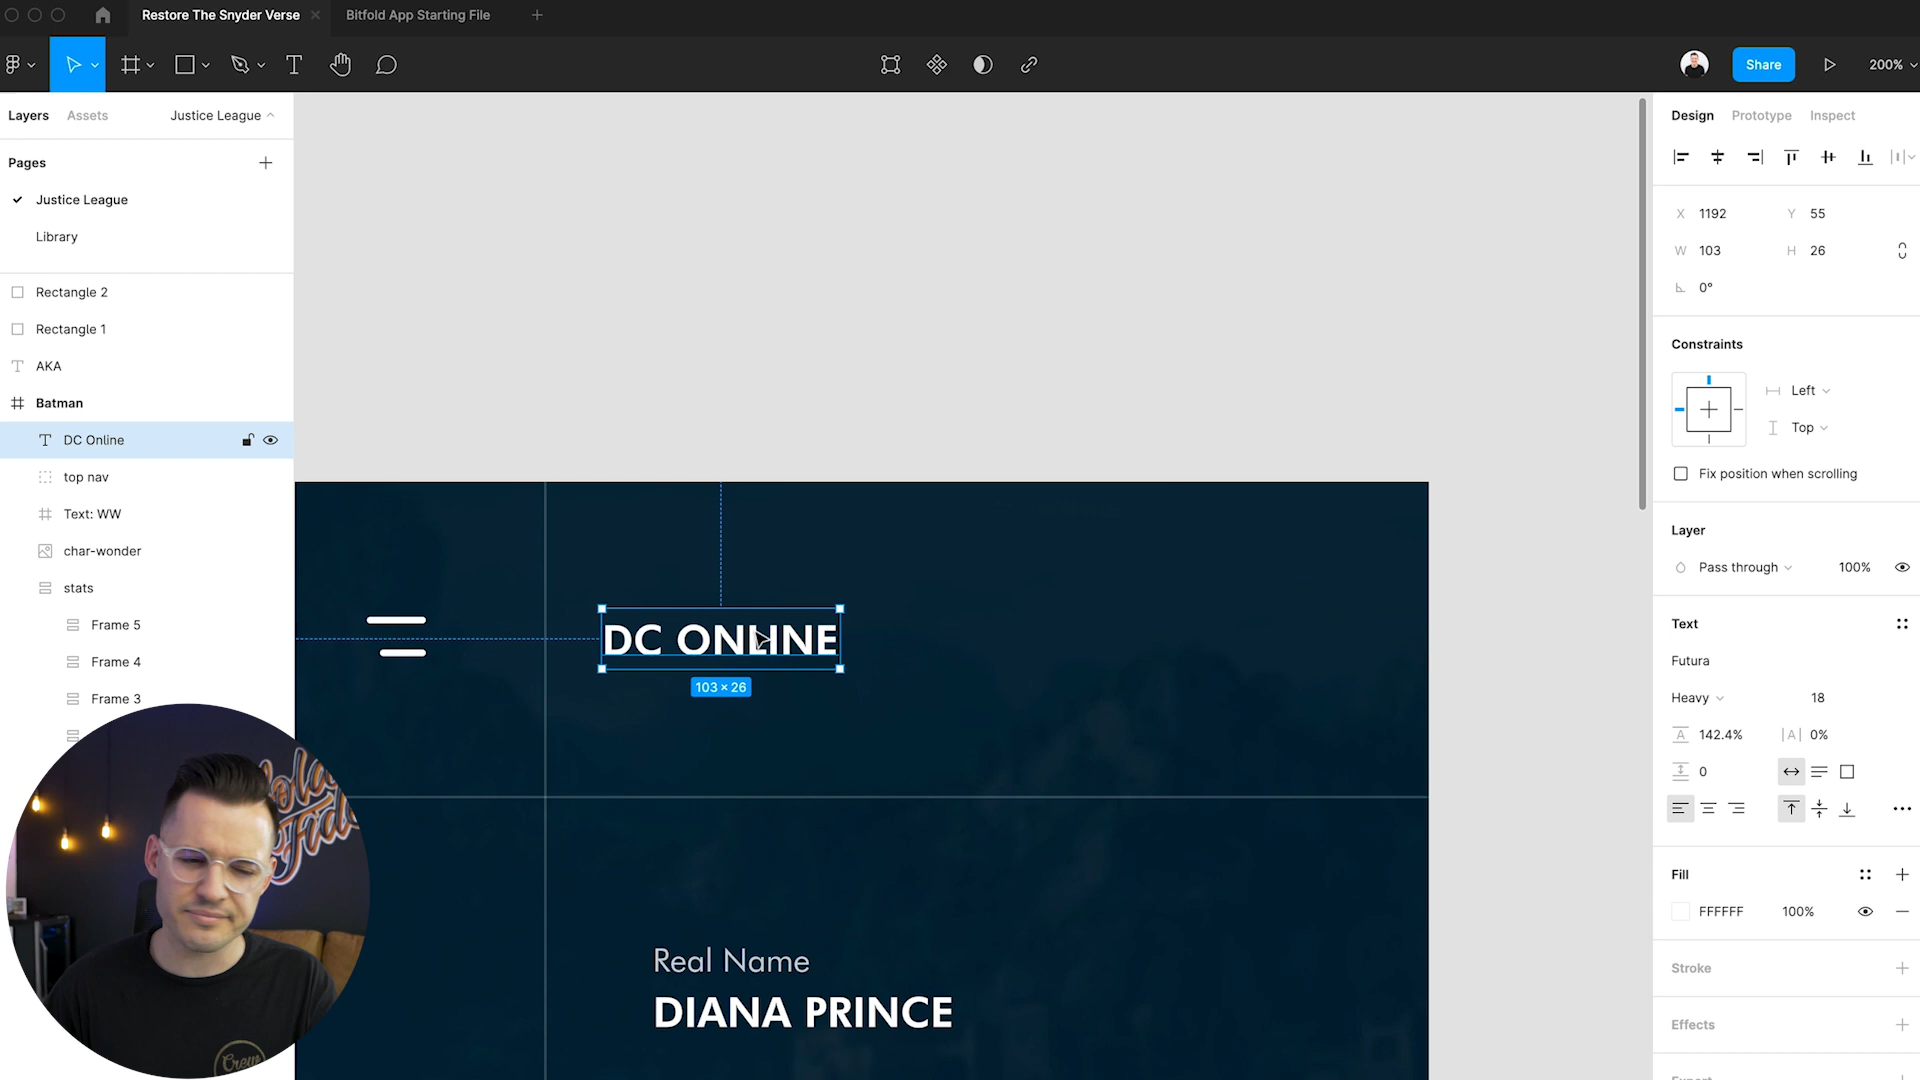 Restore The Snyder Verse
Bitfold App Starting File
Share
200%
Layers
Assets
Justice League
Pages
Justice League
Library
Rectangle 2
Rectangle 1
AKA
Batman
DC Online
top nav
Text: WW
char-wonder
stats
Frame 5
Frame 4
Frame 3
DC ONLINE
103 × 26
Real Name
DIANA PRINCE
Crew
Design
Prototype
Inspect
X 1192 Y 55
W 103 H 26
0°
Constraints
Left
Top
Fix position when scrolling
Layer
Pass through 100%
Text
Futura
Heavy 18
A 142.4% |A| 0%
0
Fill
FFFFFF 100%
Stroke
Effects